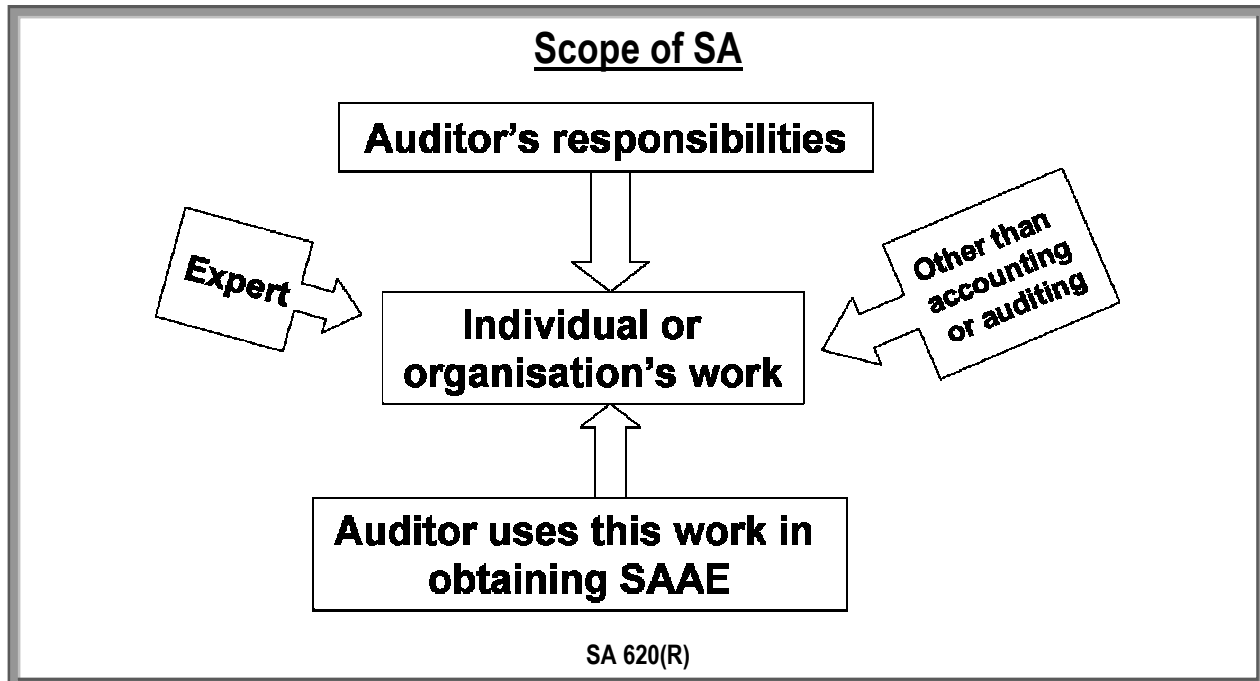 Scope of SA
Auditor's responsibilities
Expert
Other than
accounting
or auditing
Individual or
organisation's work
Auditor uses this work in
obtaining SAAE
SA 620(R)